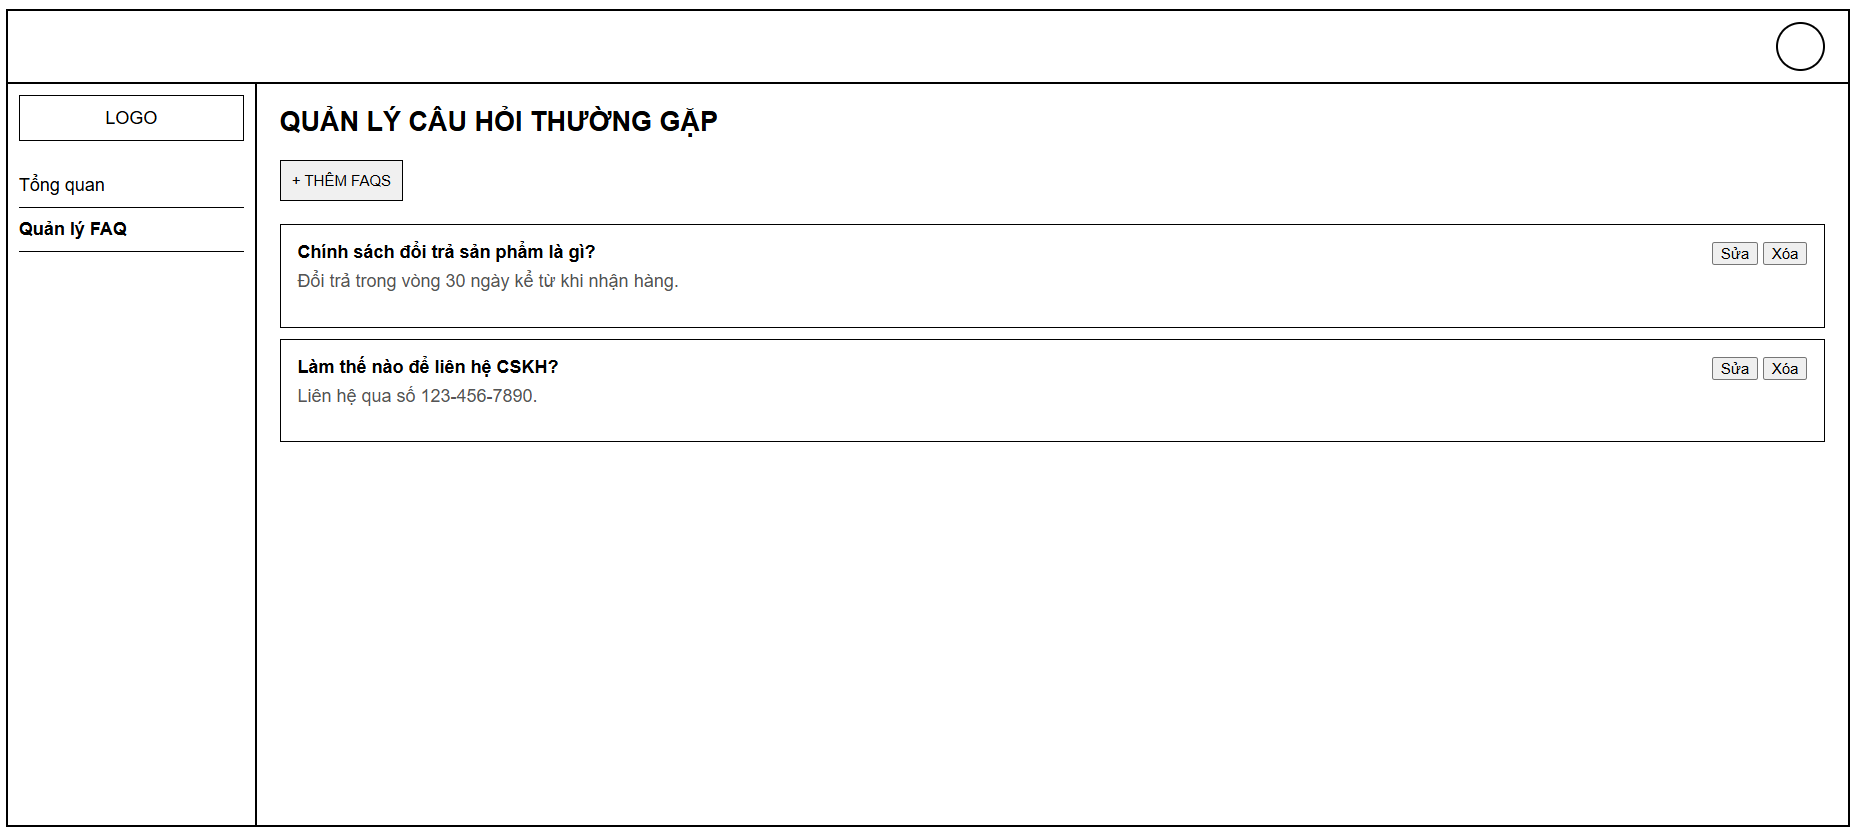 LOGO
Tổng quan
Quản lý FAQ
QUẢN LÝ CÂU HỎI THƯỜNG GẶP
+ THÊM FAQS
Chính sách đổi trả sản phẩm là gì?
Đổi trả trong vòng 30 ngày kể từ khi nhận hàng.
Sửa Xóa
Làm thế nào để liên hệ CSKH?
Liên hệ qua số 123-456-7890.
Sửa Xóa